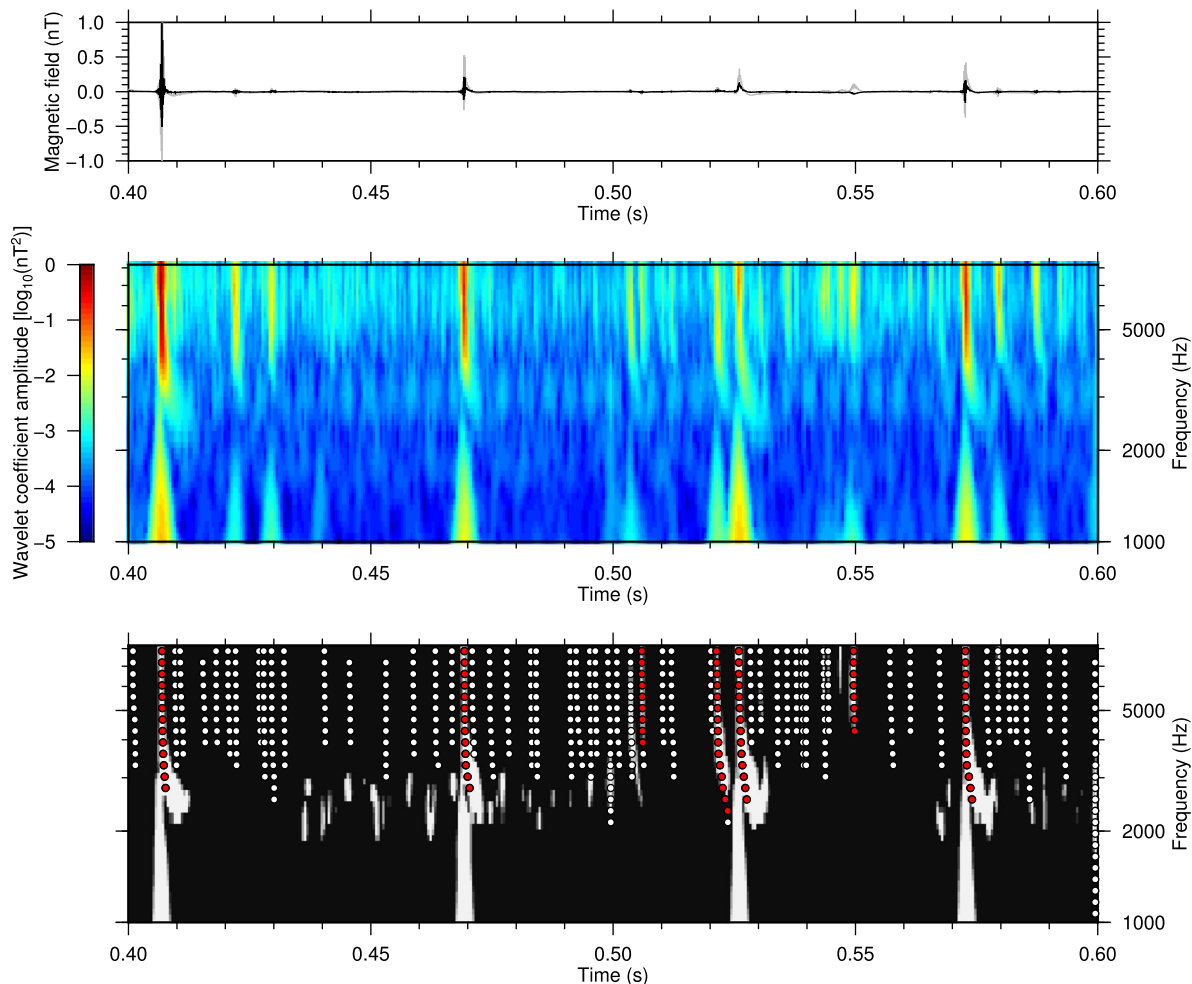 Magnetic field (nT)
1.0
0.5
0.0
−0.5
−1.0
0.40 0.45 0.50 0.55 0.60
Time (s)
Wavelet coefficient amplitude [log10(nT2)]
0
−1
−2
−3
−4
−5
5000
2000
1000
Frequency (Hz)
0.40 0.45 0.50 0.55 0.60
Time (s)
5000
2000
1000
Frequency (Hz)
0.40 0.45 0.50 0.55 0.60
Time (s)